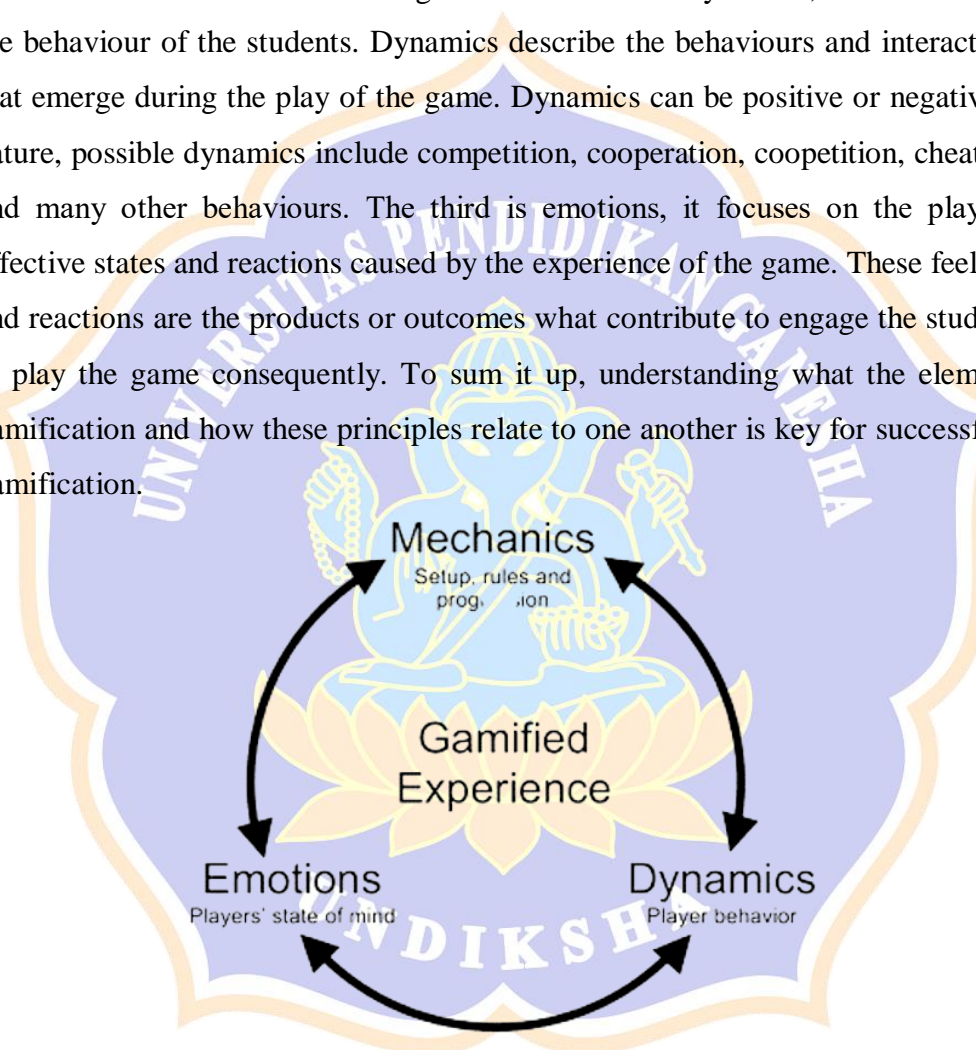 e behaviour of the students. Dynamics describe the behaviours and interact
at emerge during the play of the game. Dynamics can be positive or negativ
ature, possible dynamics include competition, cooperation, coopetition, cheat
nd many other behaviours. The third is emotions, it focuses on the play
ffective states and reactions caused by the experience of the game. These feel
nd reactions are the products or outcomes what contribute to engage the stud
play the game consequently. To sum it up, understanding what the elem
amification and how these principles relate to one another is key for successf
amification.
UNIVERSITAS PENDIDIKAN GANESHA
Mechanics
Setup, rules and
Gamified
Experience
Emotions
Players' state of mind
Dynamics
Player behavior
UNDIKSHA